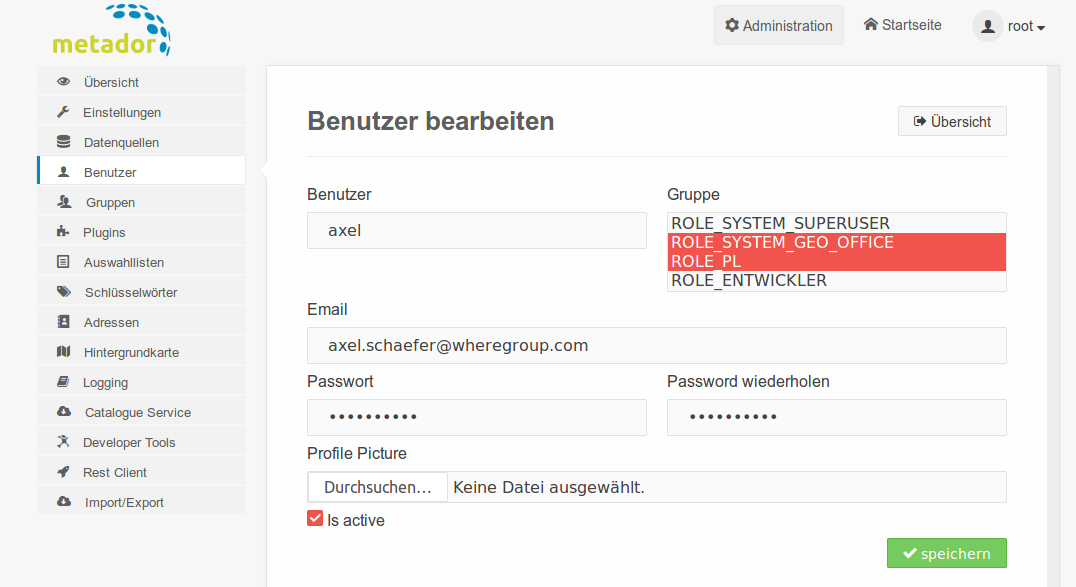 metador
Administration
Startseite
root
Übersicht
Einstellungen
Datenquellen
Benutzer
Gruppen
Plugins
Auswahllisten
Schlüsselwörter
Adressen
Hintergrundkarte
Logging
Catalogue Service
Developer Tools
Rest Client
Import/Export
Benutzer bearbeiten
Übersicht
Benutzer
axel
Gruppe
ROLE_SYSTEM_SUPERUSER
ROLE_SYSTEM_GEO_OFFICE
ROLE_PL
ROLE_ENTWICKLER
Email
axel.schaefer@wheregroup.com
Passwort
••••••••••
Password wiederholen
••••••••••
Profile Picture
Durchsuchen... Keine Datei ausgewählt.
Is active
speichern